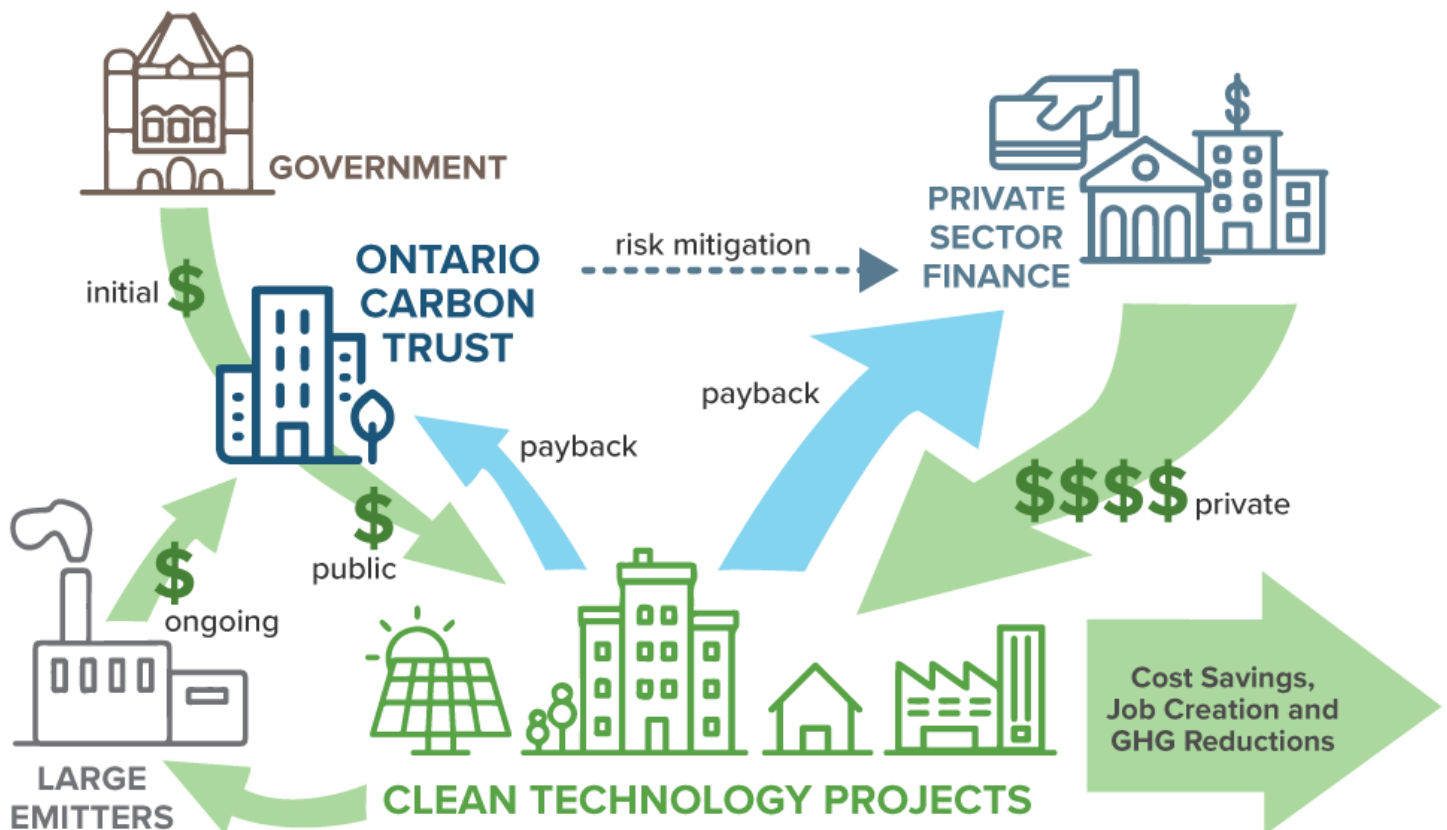 GOVERNMENT
initial $
ONTARIO
CARBON
TRUST
risk mitigation
$
PRIVATE
SECTOR
FINANCE
payback
payback
$$$$ private
$
public
$
ongoing
LARGE
EMITTERS
CLEAN TECHNOLOGY PROJECTS
Cost Savings,
Job Creation and
GHG Reductions